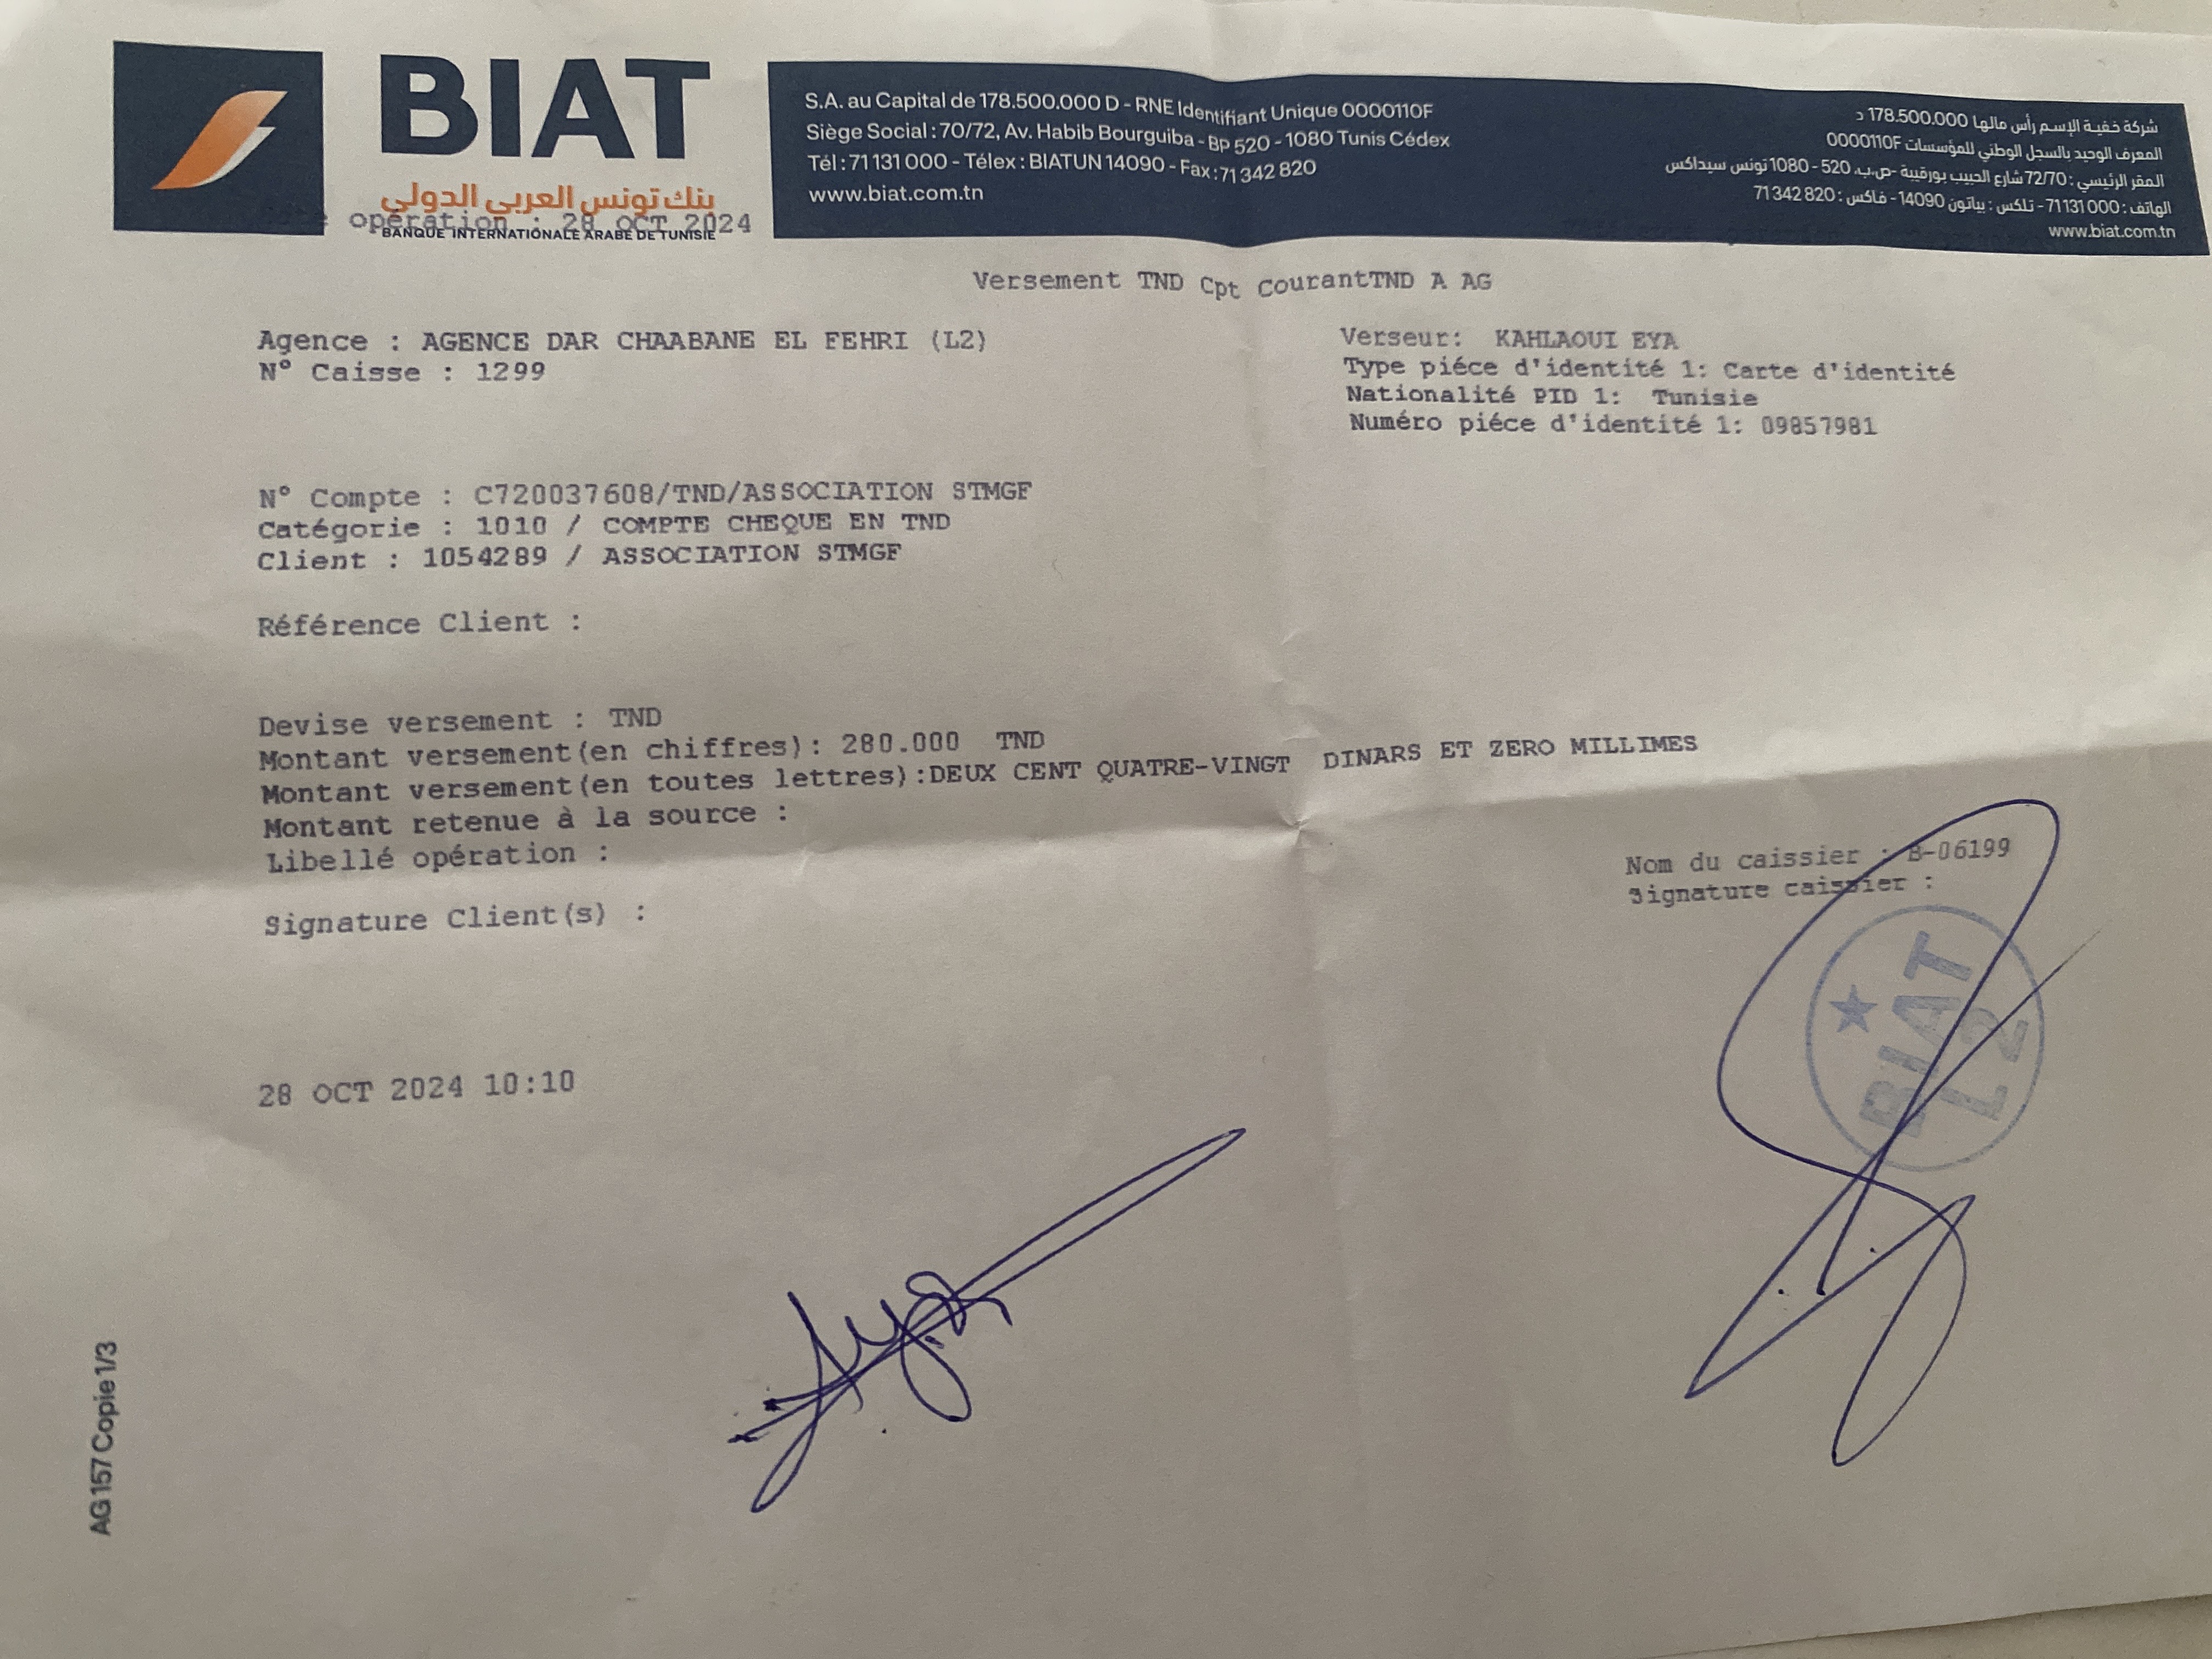 BIAT
بنك تونس العربي الدولي
BANQUE INTERNATIONALE ARABE DE TUNISIE
opération : 28 OCT 2024
S.A. au Capital de 178.500.000 D - RNE Identifiant Unique 0000110F
Siège Social : 70/72, Av. Habib Bourguiba - Bp 520 - 1080 Tunis Cédex
Tél : 71 131 000 - Télex : BIATUN 14090 - Fax : 71 342 820
www.biat.com.tn
شركة خفية الإسم رأس مالها 178.500.000 د
المعرف الوحيد بالسجل الوطني للمؤسسات 0000110F
المقر الرئيسي : 72/70 شارع الحبيب بورقيبة -ص.ب. 520 - 1080 تونس سيداكس
الهاتف : 71131 000 - تلكس : بياتون 14090 - فاكس : 820 342 71
www.biat.com.tn
Versement TND Cpt CourantTND A AG
Agence : AGENCE DAR CHAABANE EL FEHRI (L2)
N° Caisse : 1299
Verseur: KAHLAOUI EYA
Type piéce d'identité 1: Carte d'identité
Nationalité PID 1: Tunisie
Numéro piéce d'identité 1: 09857981
N° Compte : C720037608/TND/ASSOCIATION STMGF
Catégorie : 1010 / COMPTE CHEQUE EN TND
Client : 1054289 / ASSOCIATION STMGF
Référence Client :
Devise versement : TND
Montant versement(en chiffres): 280.000 TND
Montant versement(en toutes lettres):DEUX CENT QUATRE-VINGT DINARS ET ZERO MILLIMES
Montant retenue à la source :
Libellé opération :
Nom du caissier : B-06199
Signature caissier :
Signature Client(s) :
BIAT
L2
28 OCT 2024 10:10
AG 157 Copie 1/3